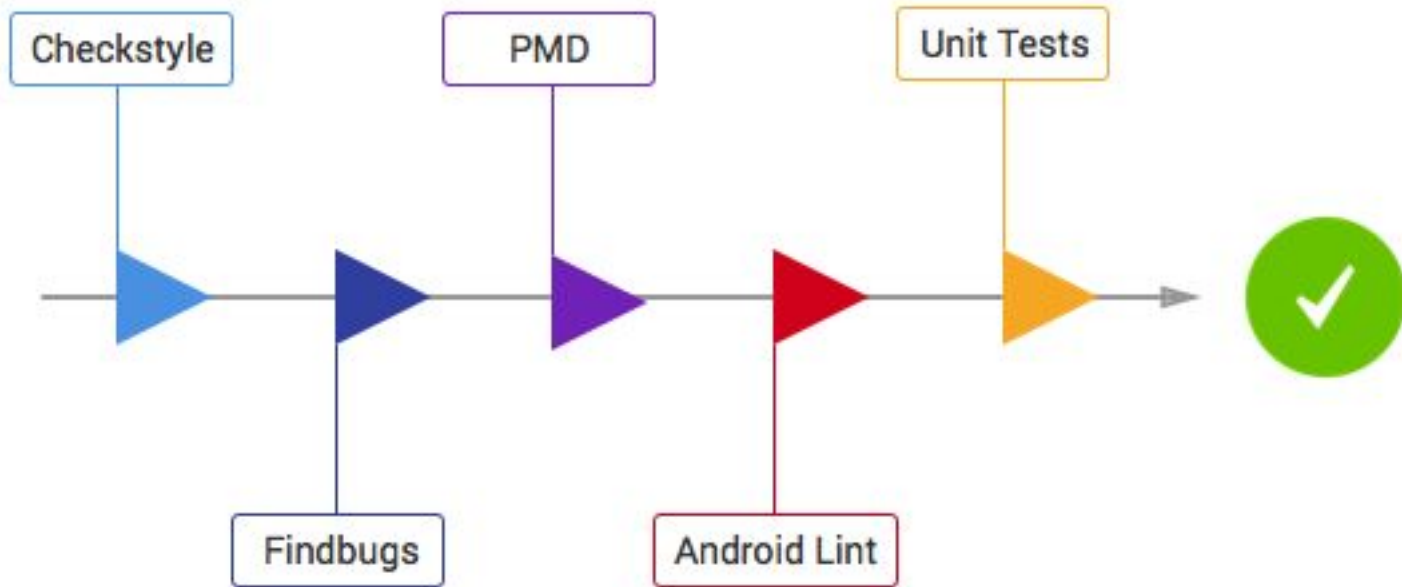 Checkstyle
PMD
Unit Tests
Findbugs
Android Lint